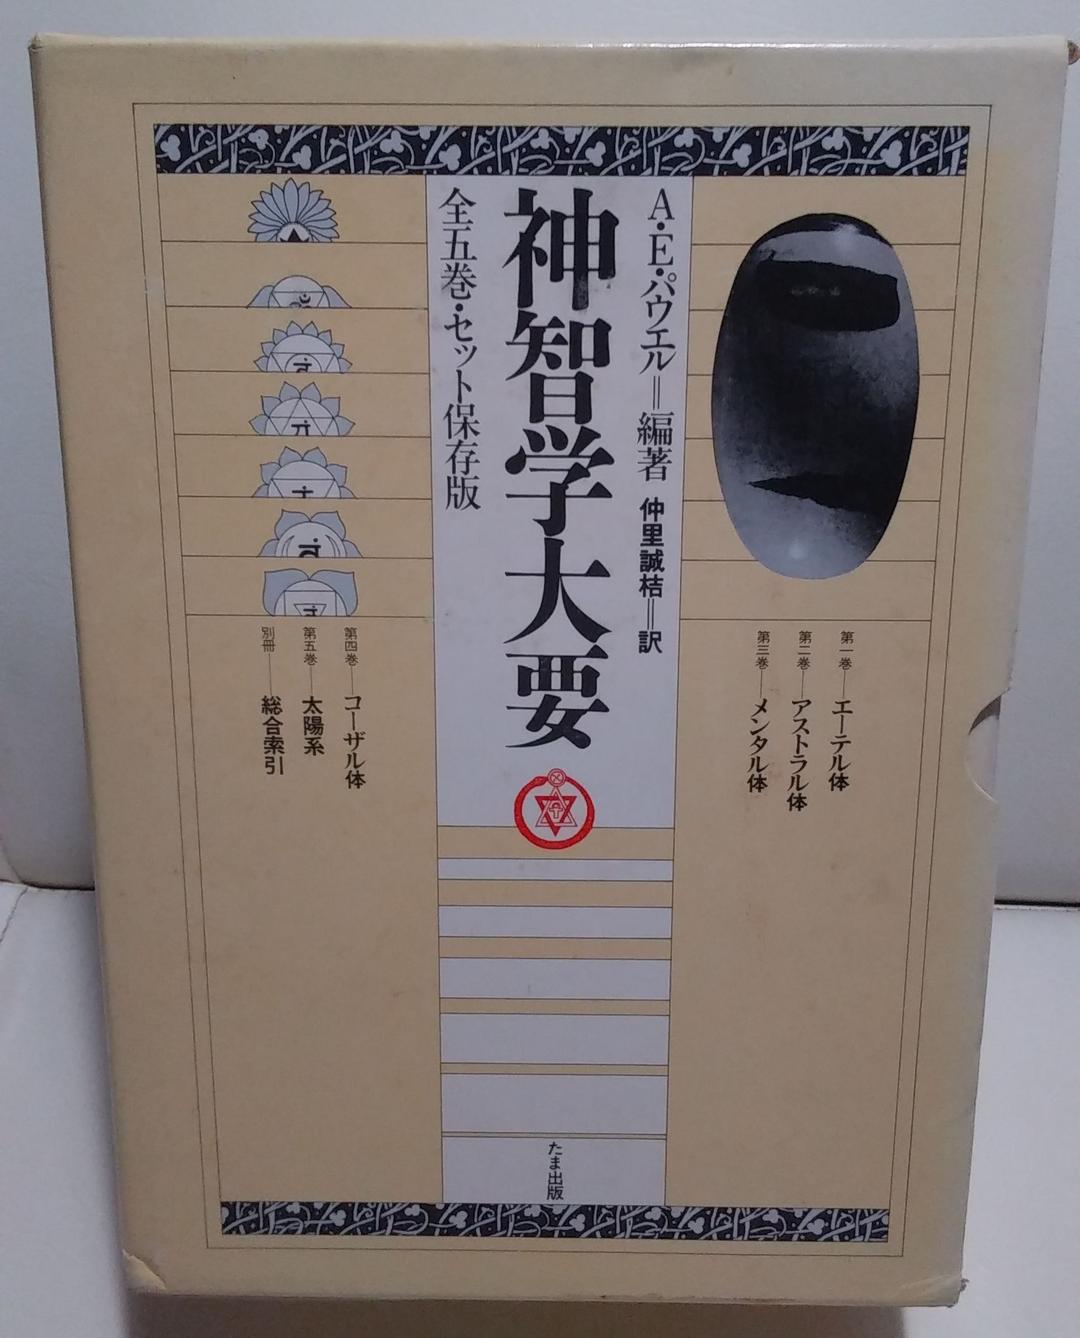 A・E・パウエル＝編著 仲里誠桔＝訳
神智学大要
全五巻・セット保存版
第一巻―エーテル体
第二巻―アストラル体
第三巻―メンタル体
第四巻―コーザル体
第五巻―太陽系
別冊―総合索引
たま出版